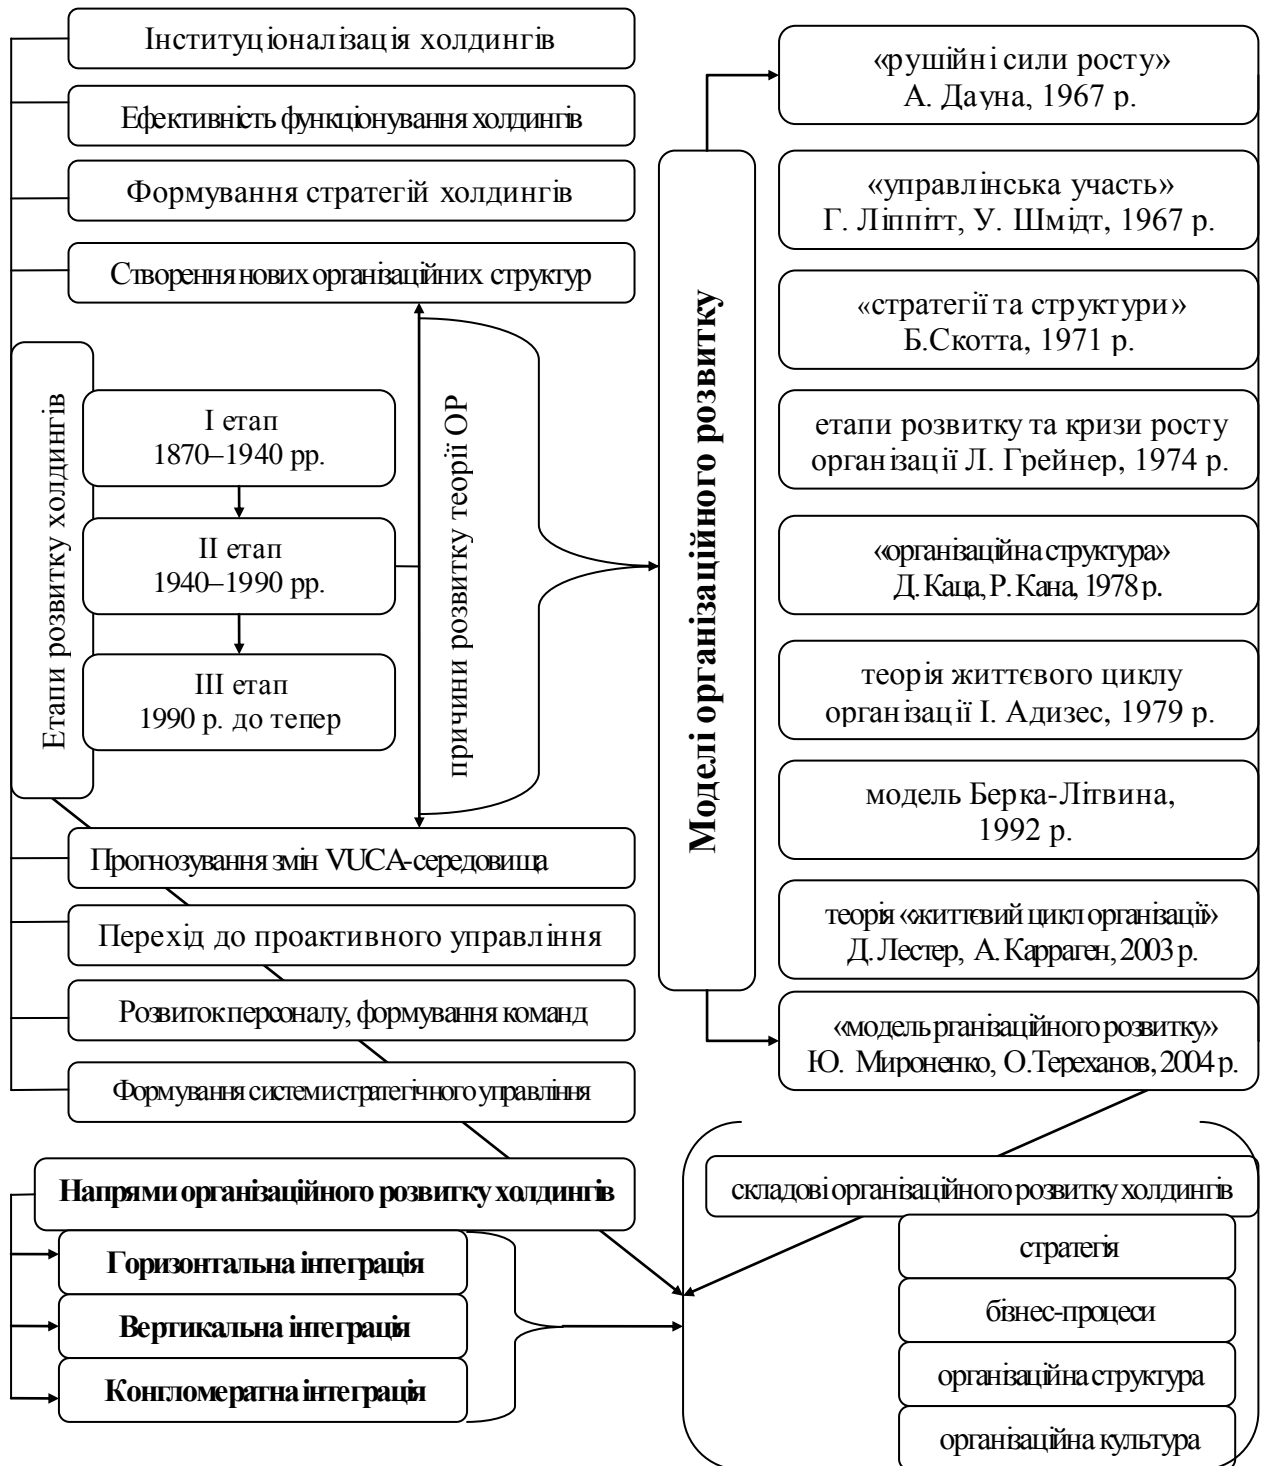 Інституціоналізація холдингів
Ефективність функціонування холдингів
Формування стратегій холдингів
Створення нових організаційних структур
Етапи розвитку холдингів
І етап
1870–1940 рр.
ІІ етап
1940–1990 рр.
ІІІ етап
1990 р. до тепер
причини розвитку теорії ОР
Прогнозування змін VUCA-середовища
Перехід до проактивного управління
Розвиток персоналу, формування команд
Формування системи стратегічного управління
Напрями організаційного розвитку холдингів
Горизонтальна інтеграція
Вертикальна інтеграція
Конгломератна інтеграція
Моделі організаційного розвитку
«рушійні сили росту»
А. Дауна, 1967 р.
«управлінська участь»
Г. Ліппітт, У. Шмідт, 1967 р.
«стратегії та структури»
Б.Скотта, 1971 р.
етапи розвитку та кризи росту
організації Л. Грейнер, 1974 р.
«організаційна структура»
Д. Каца, Р. Кана, 1978 р.
теорія життєвого циклу
організації І. Адизес, 1979 р.
модель Берка-Літвина,
1992 р.
теорія «життєвий цикл організації»
Д. Лестер, А. Карраген, 2003 р.
«модель рганізаційного розвитку»
Ю. Мироненко, О.Тереханов, 2004 р.
складові організаційного розвитку холдингів
стратегія
бізнес-процеси
організаційна структура
організаційна культура